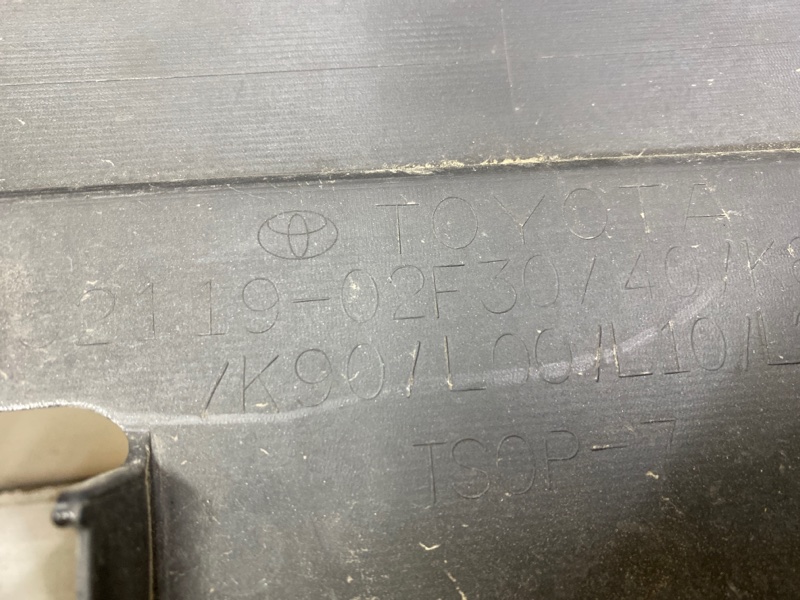 TOYOTA
2119-02F30/40/K
/K90/L00/L10/L
TSOP-7